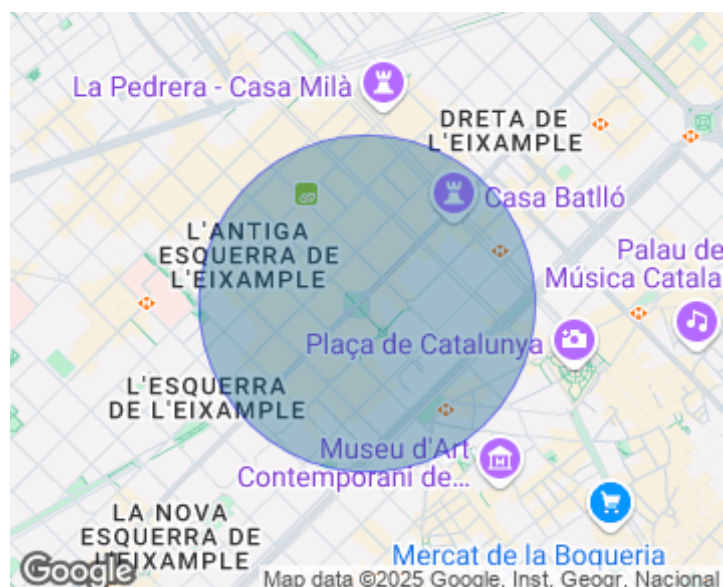 La Pedrera - Casa Milà
DRETA DE
L'EIXAMPLE
Casa Batlló
L'ANTIGA
ESQUERRA DE
L'EIXAMPLE
Palau de
Música Catala
Plaça de Catalunya
L'ESQUERRA
DE L'EIXAMPLE
Museu d'Art
Contemporani de...
LA NOVA
ESQUERRA DE
L'EIXAMPLE
Mercat de la Boqueria
Google
Map data ©2025 Google, Inst. Geogr. Nacional